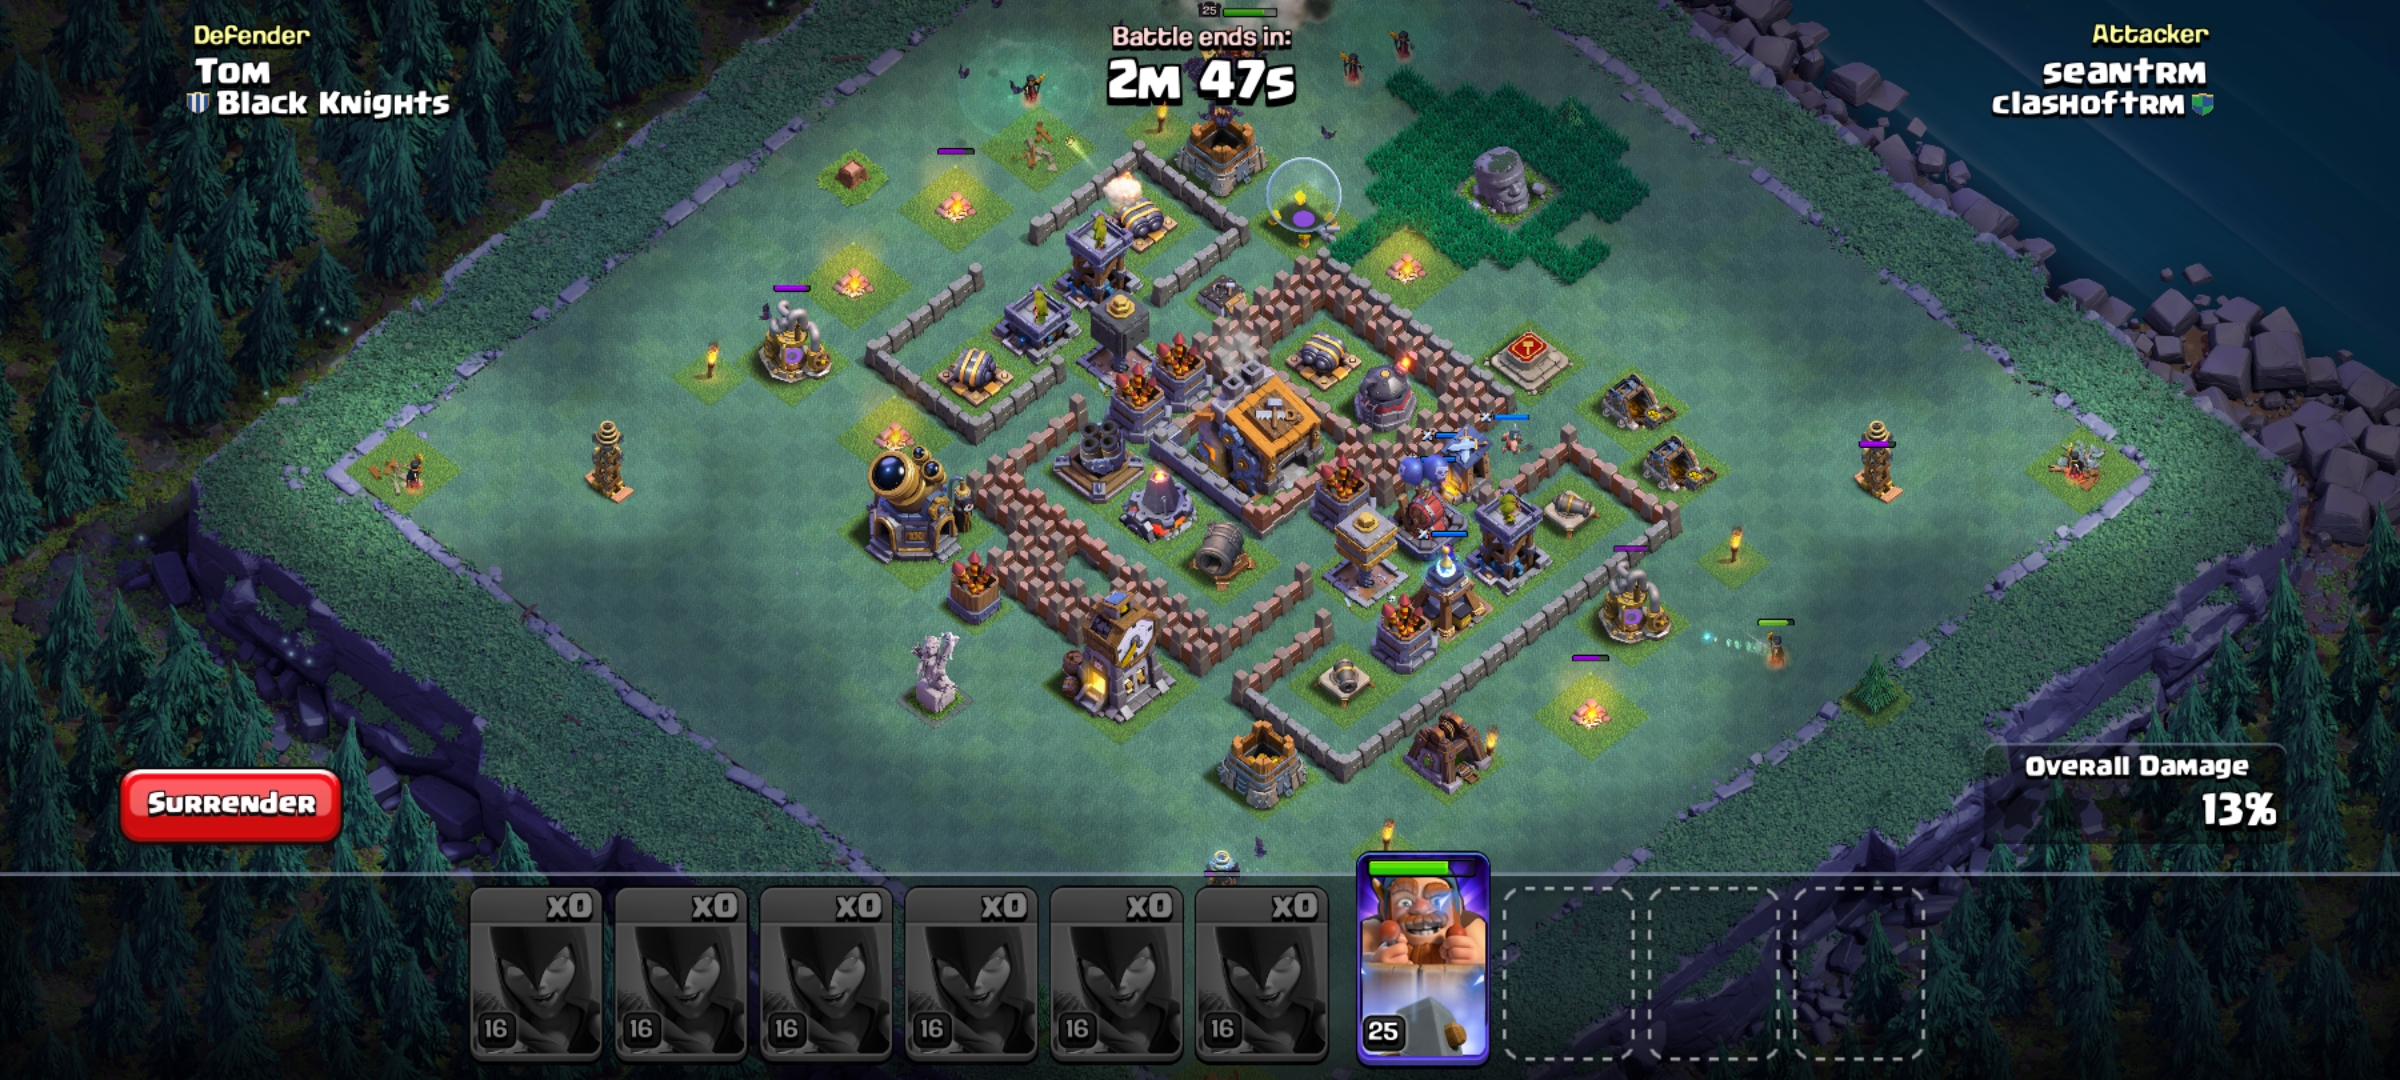 25
Defender
Tom
Black Knights
Battle ends in:
2m 47s
Attacker
seantrm
clashoftrm
Surrender
Overall Damage
13%
x0
x0
x0
x0
x0
x0
16
16
16
16
16
16
25